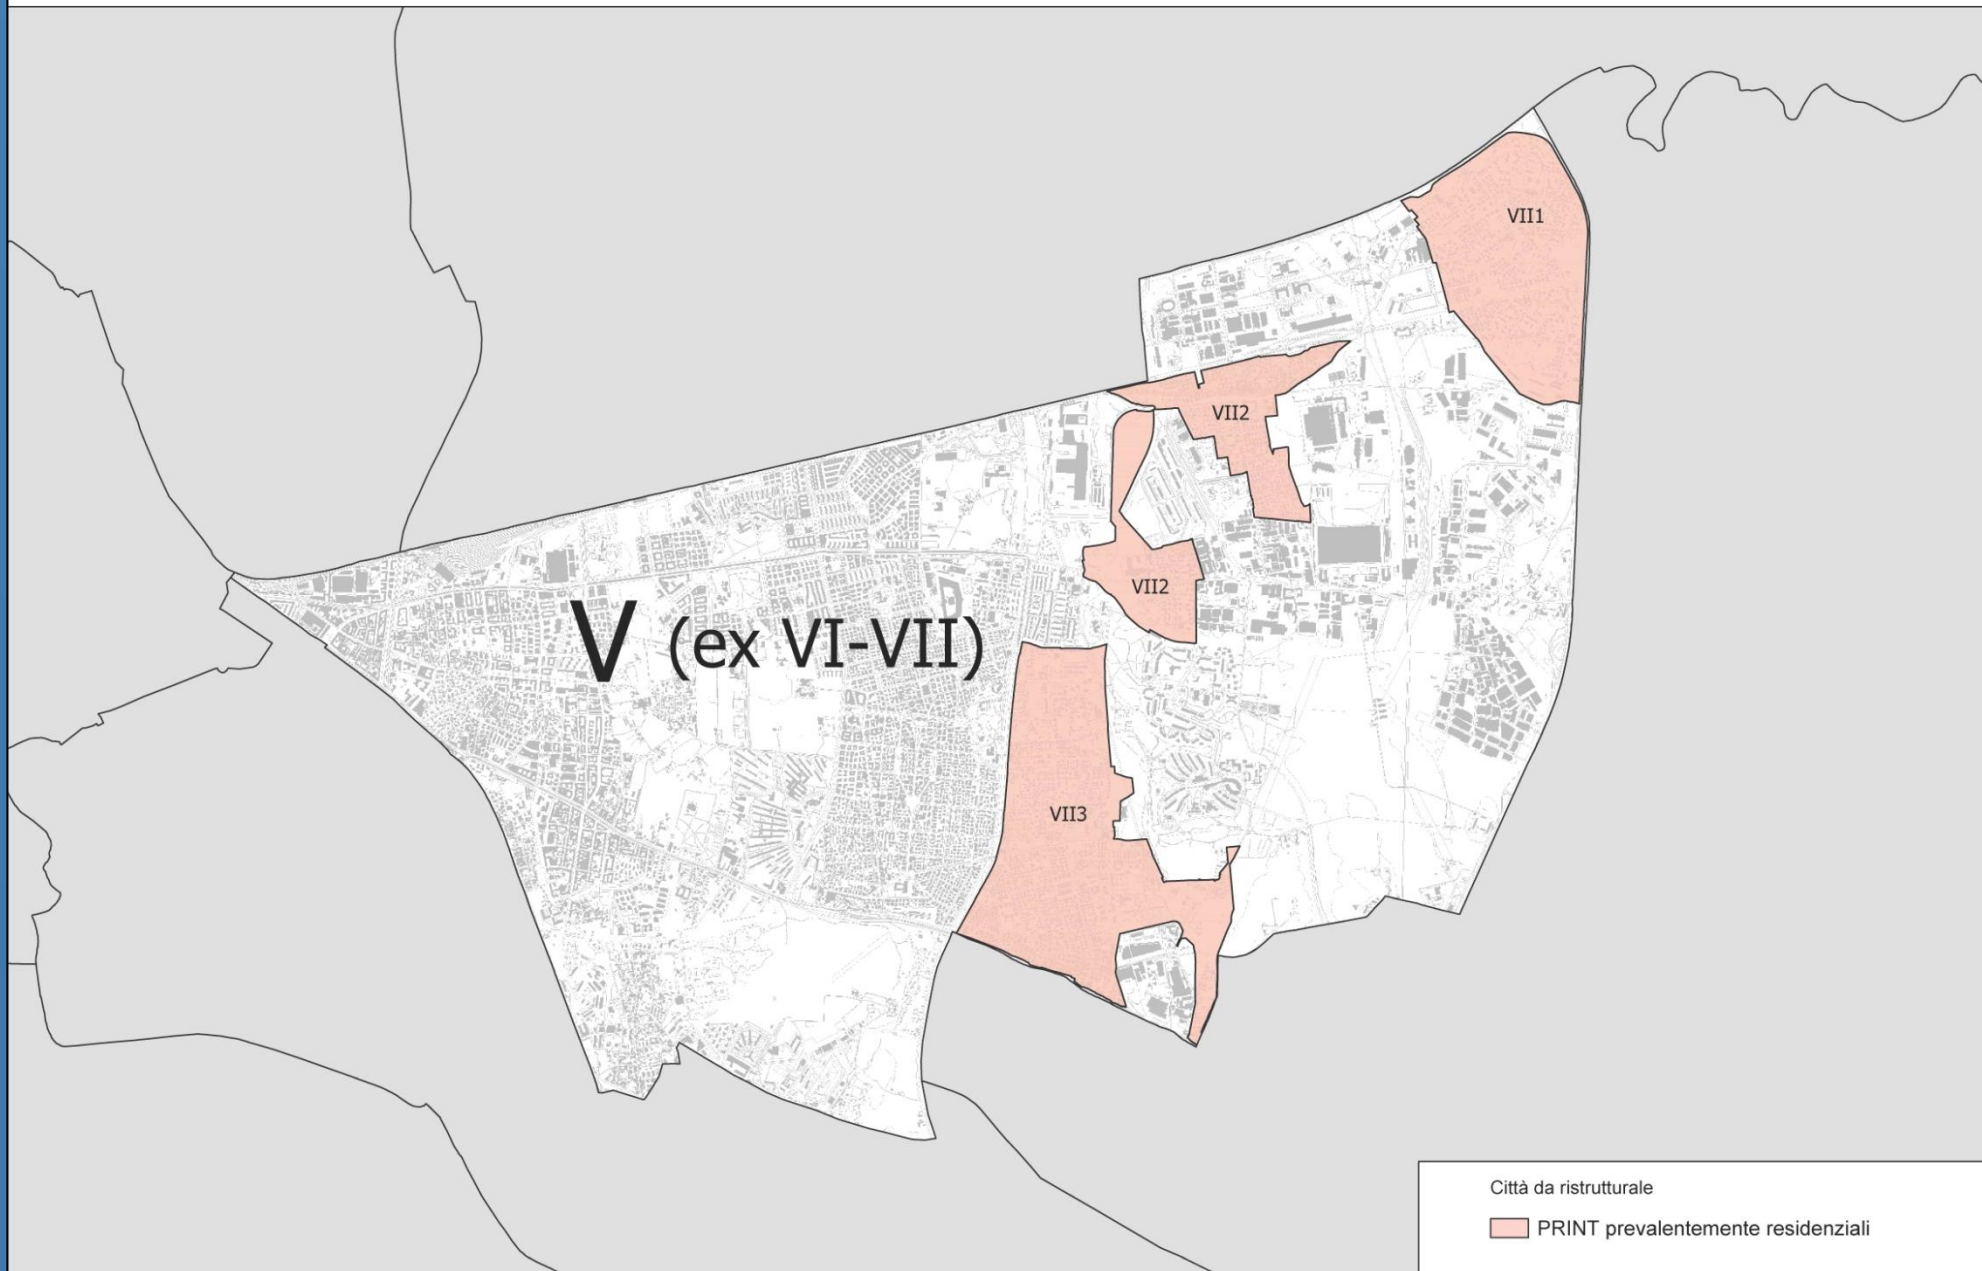 VII1
VII2
VII2
V (ex VI-VII)
VII3
Città da ristrutturale
PRINT prevalentemente residenziali